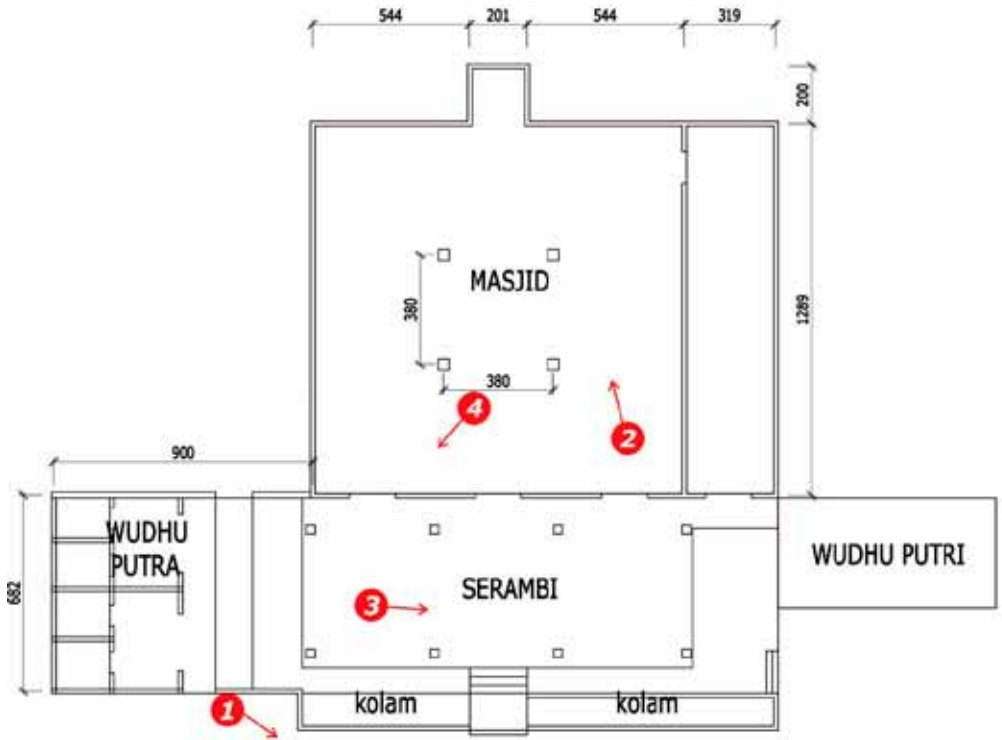 544 201 544 319
200
MASJID
380
1289
380
4
2
900
WUDHU
PUTRA
WUDHU PUTRI
682
SERAMBI
3
kolam kolam
1